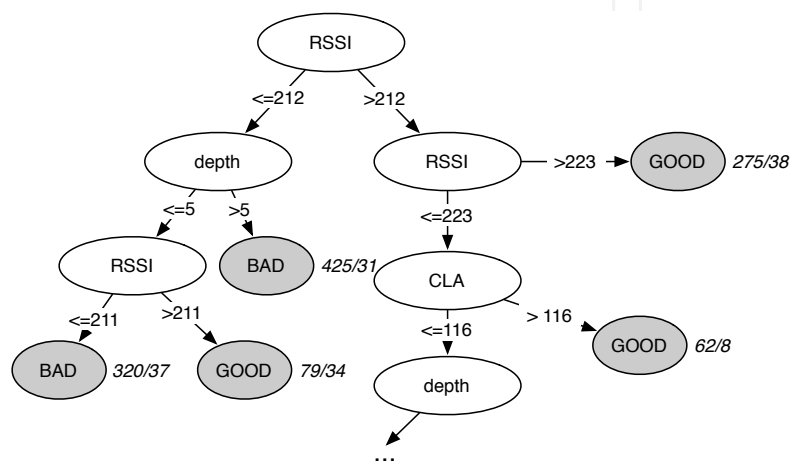 RSSI
<=212
>212
depth
RSSI
>223
GOOD
275/38
<=5
>5
<=223
RSSI
BAD
425/31
CLA
<=211
>211
<=116
> 116
BAD
320/37
GOOD
79/34
depth
GOOD
62/8
...